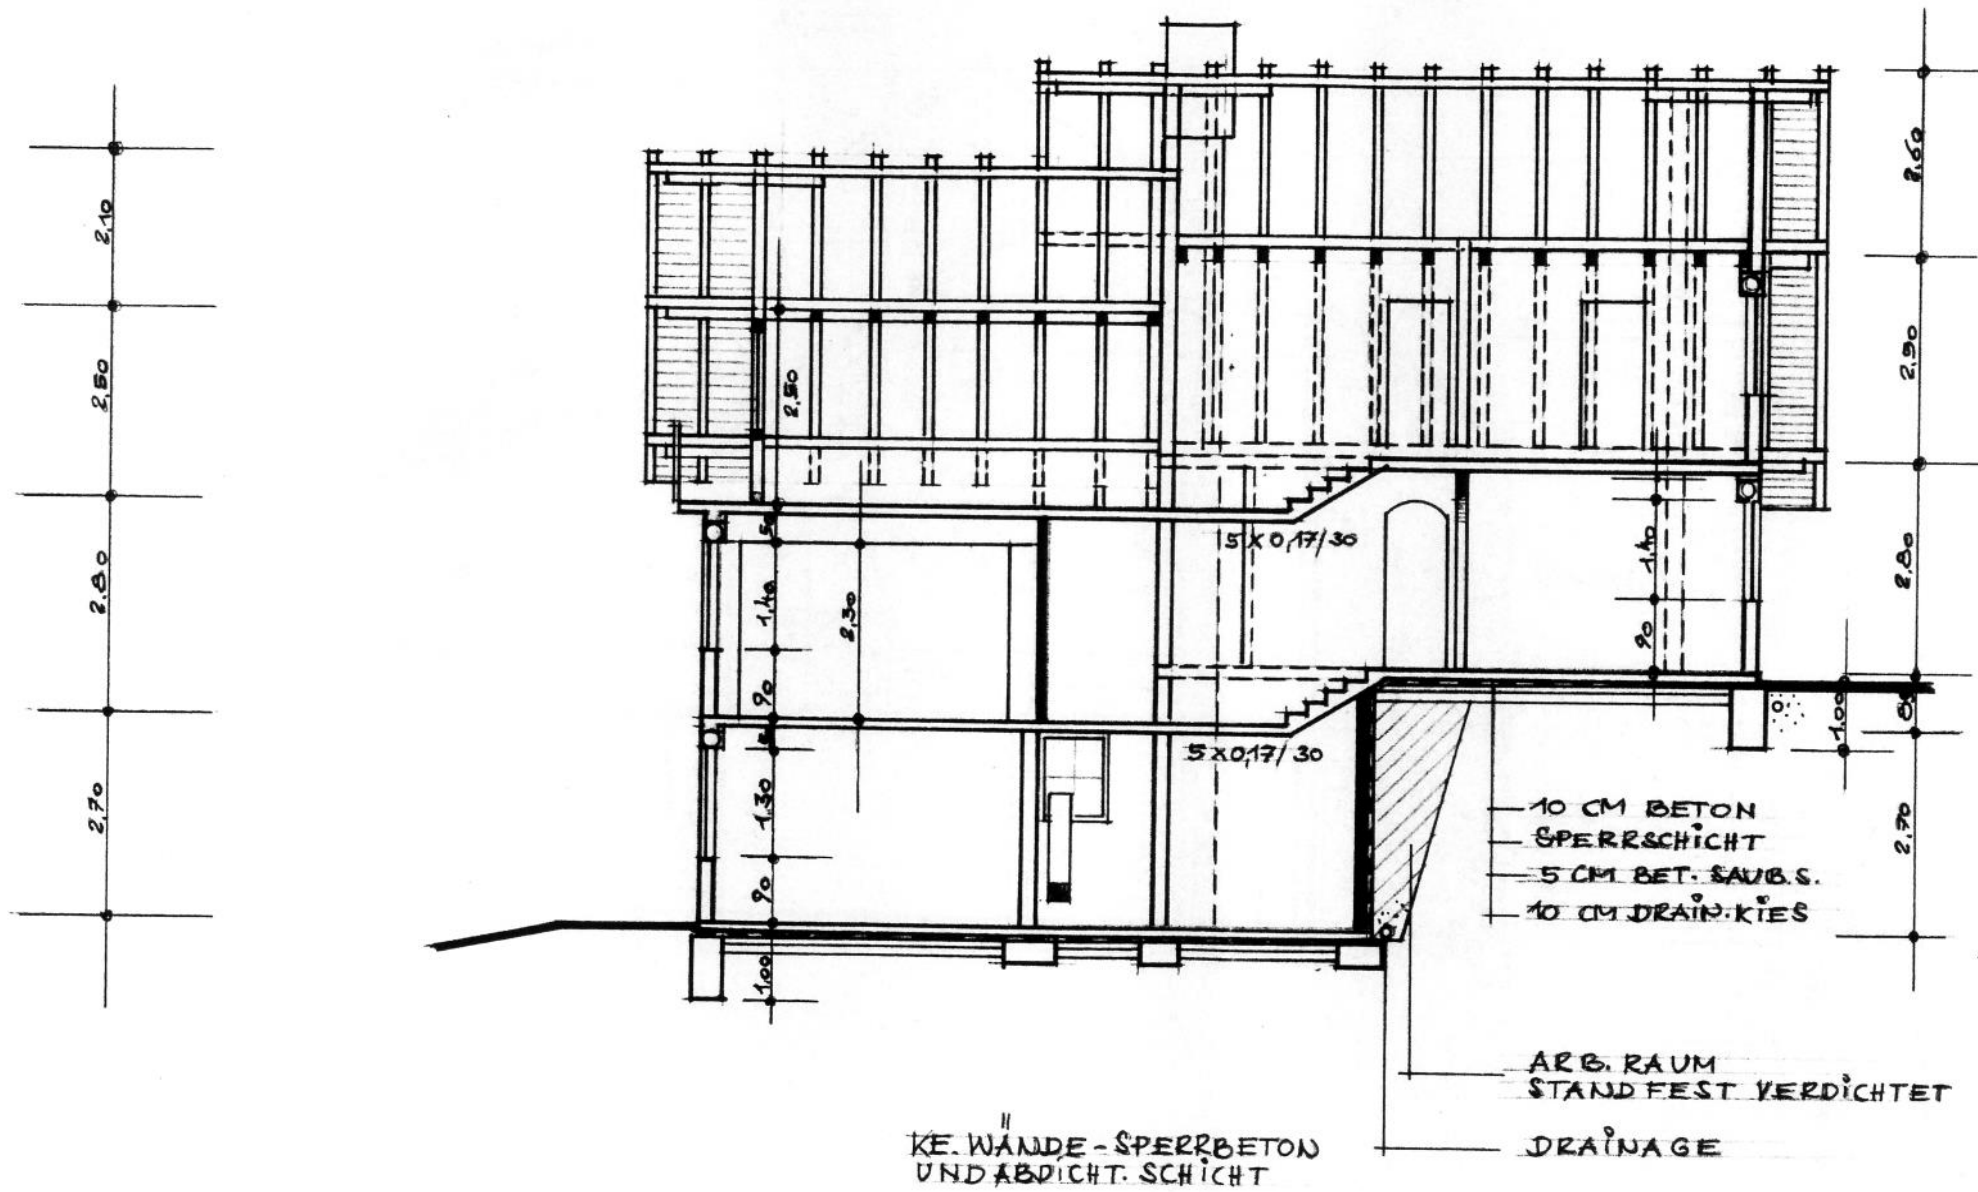 2,10
2,50
2.80
2,70
2,50
50
1,40
2,30
90
1,30
90
1,00
5 X 0,17/30
5 X 0,17/30
1,40
90
2,60
2,90
2,80
1.00
80
2,70
10 CM BETON
SPERRSCHICHT
5 CM BET. SAUB.S.
10 CM DRAIN.KIES
ARB. RAUM
STANDFEST VERDICHTET
DRAINAGE
KE. WÄNDE-SPERRBETON
UND ABDICHT. SCHICHT